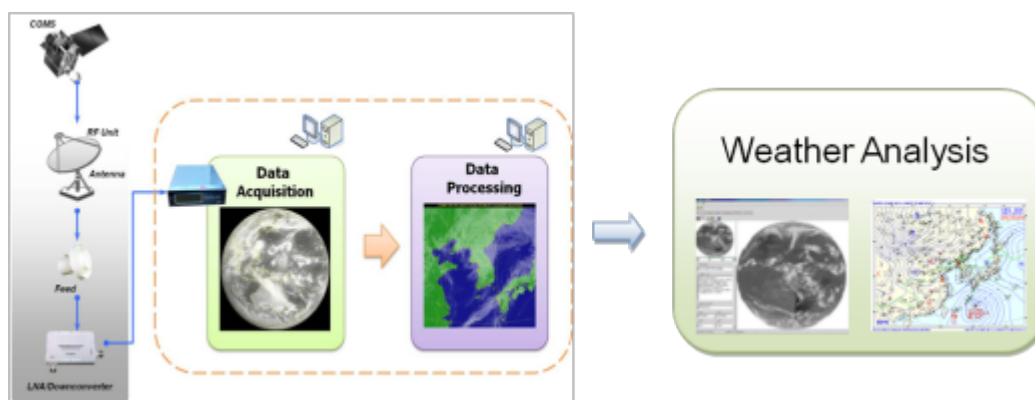 COMS
RF Unit
Antenna
Feed
LNA/Downconverter
Data
Acquisition
Data
Processing
Weather Analysis